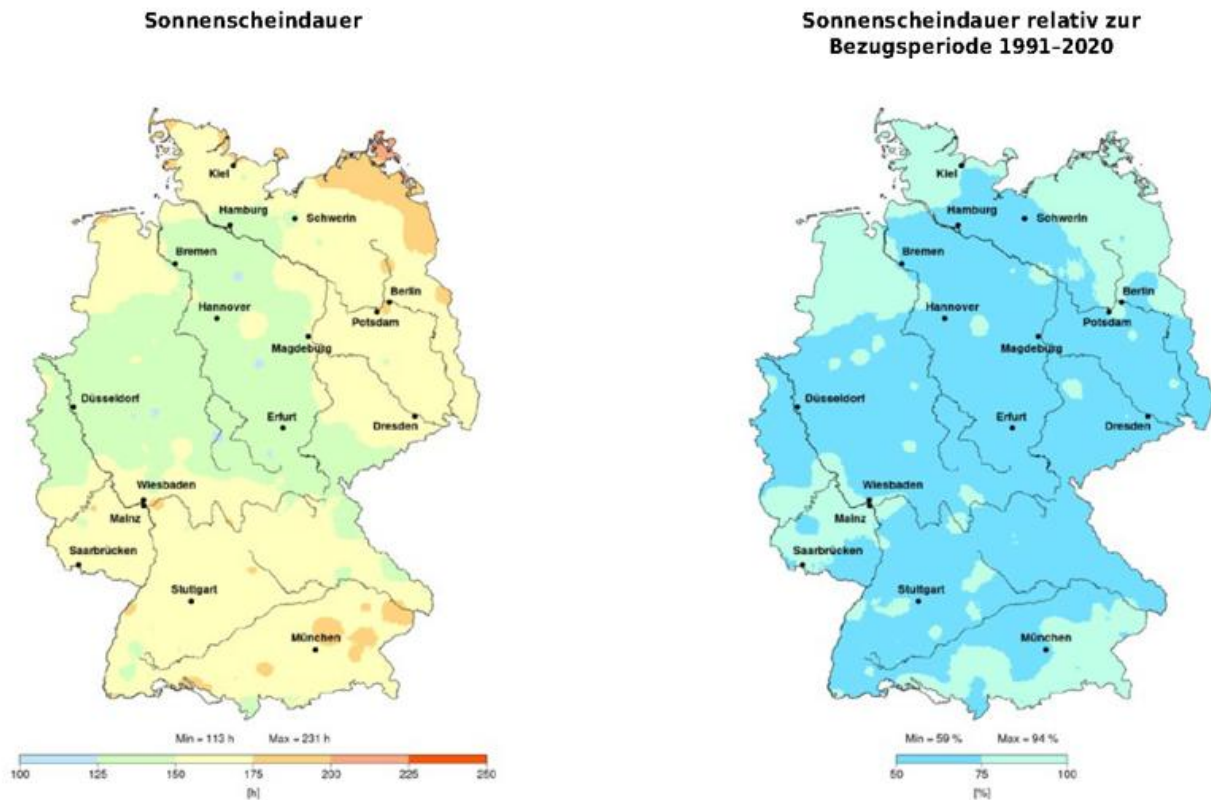 Sonnenscheindauer
Sonnenscheindauer relativ zur
Bezugsperiode 1991–2020
Kiel
Hamburg
Schwerin
Bremen
Hannover
Berlin
Potsdam
Magdeburg
Düsseldorf
Erfurt
Dresden
Wiesbaden
Mainz
Saarbrücken
Stuttgart
München
Min = 113 h Max = 231 h
100 125 150 175 200 225 250
[h]
Kiel
Hamburg
Schwerin
Bremen
Hannover
Berlin
Potsdam
Magdeburg
Düsseldorf
Erfurt
Dresden
Wiesbaden
Mainz
Saarbrücken
Stuttgart
München
Min = 59 % Max = 94 %
50 75 100
[%]